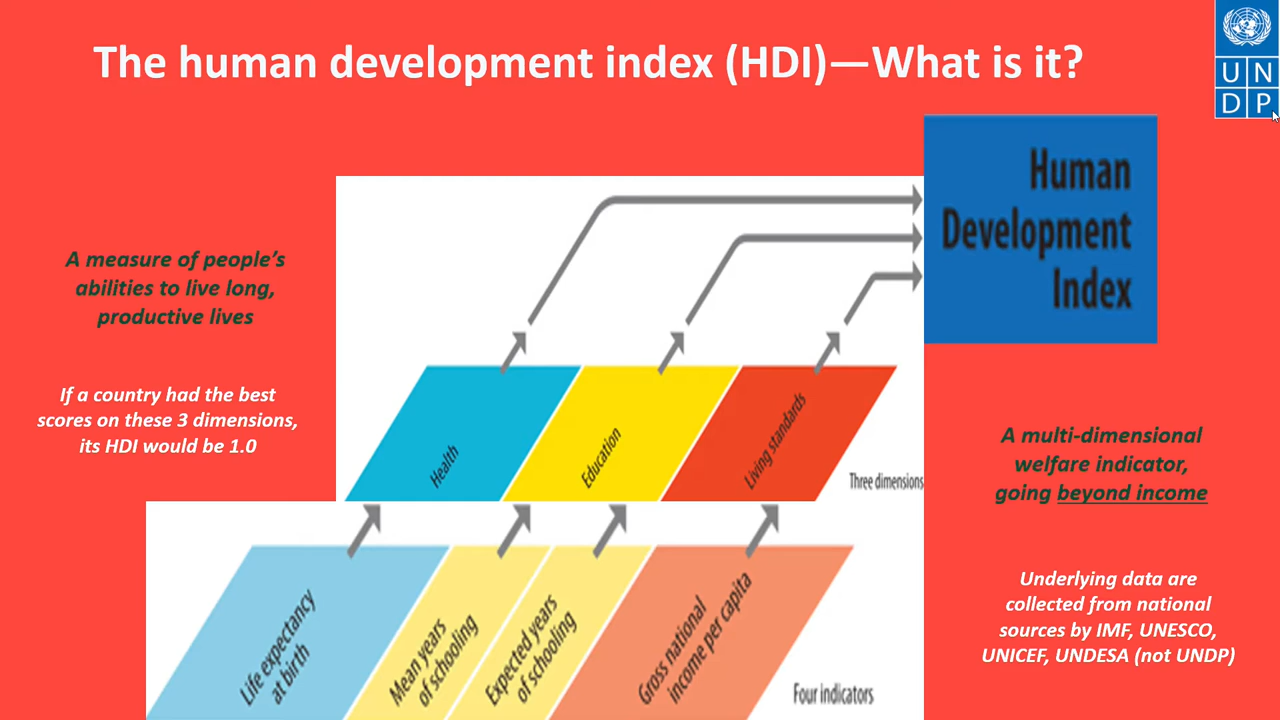 The human development index (HDI)—What is it?
U N
D P
Human
Development
Index
A measure of people's
abilities to live long,
productive lives
If a country had the best
scores on these 3 dimensions,
its HDI would be 1.0
Health
Education
Living standards
Three dimensions
A multi-dimensional
welfare indicator,
going beyond income
Life expectancy
at birth
Mean years
of schooling
Expected years
of schooling
Gross national
income per capita
Four indicators
Underlying data are
collected from national
sources by IMF, UNESCO,
UNICEF, UNDESA (not UNDP)